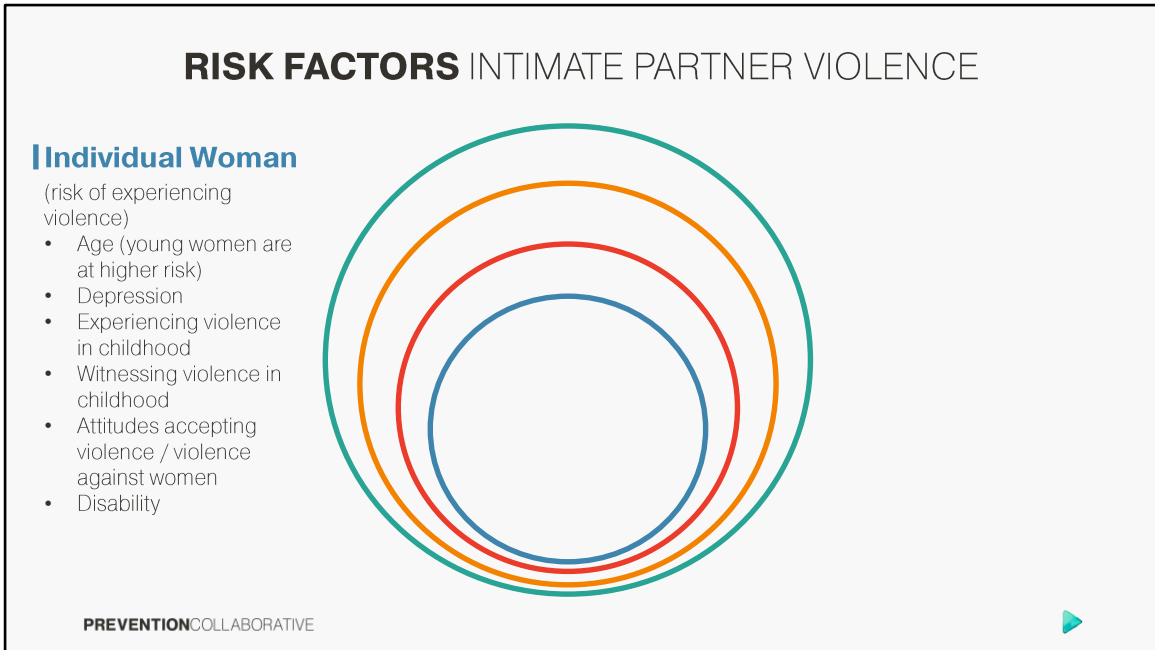 RISK FACTORS INTIMATE PARTNER VIOLENCE
Individual Woman
(risk of experiencing
violence)
• Age (young women are
at higher risk)
• Depression
• Experiencing violence
in childhood
• Witnessing violence in
childhood
• Attitudes accepting
violence / violence
against women
• Disability
PREVENTIONCOLLABORATIVE